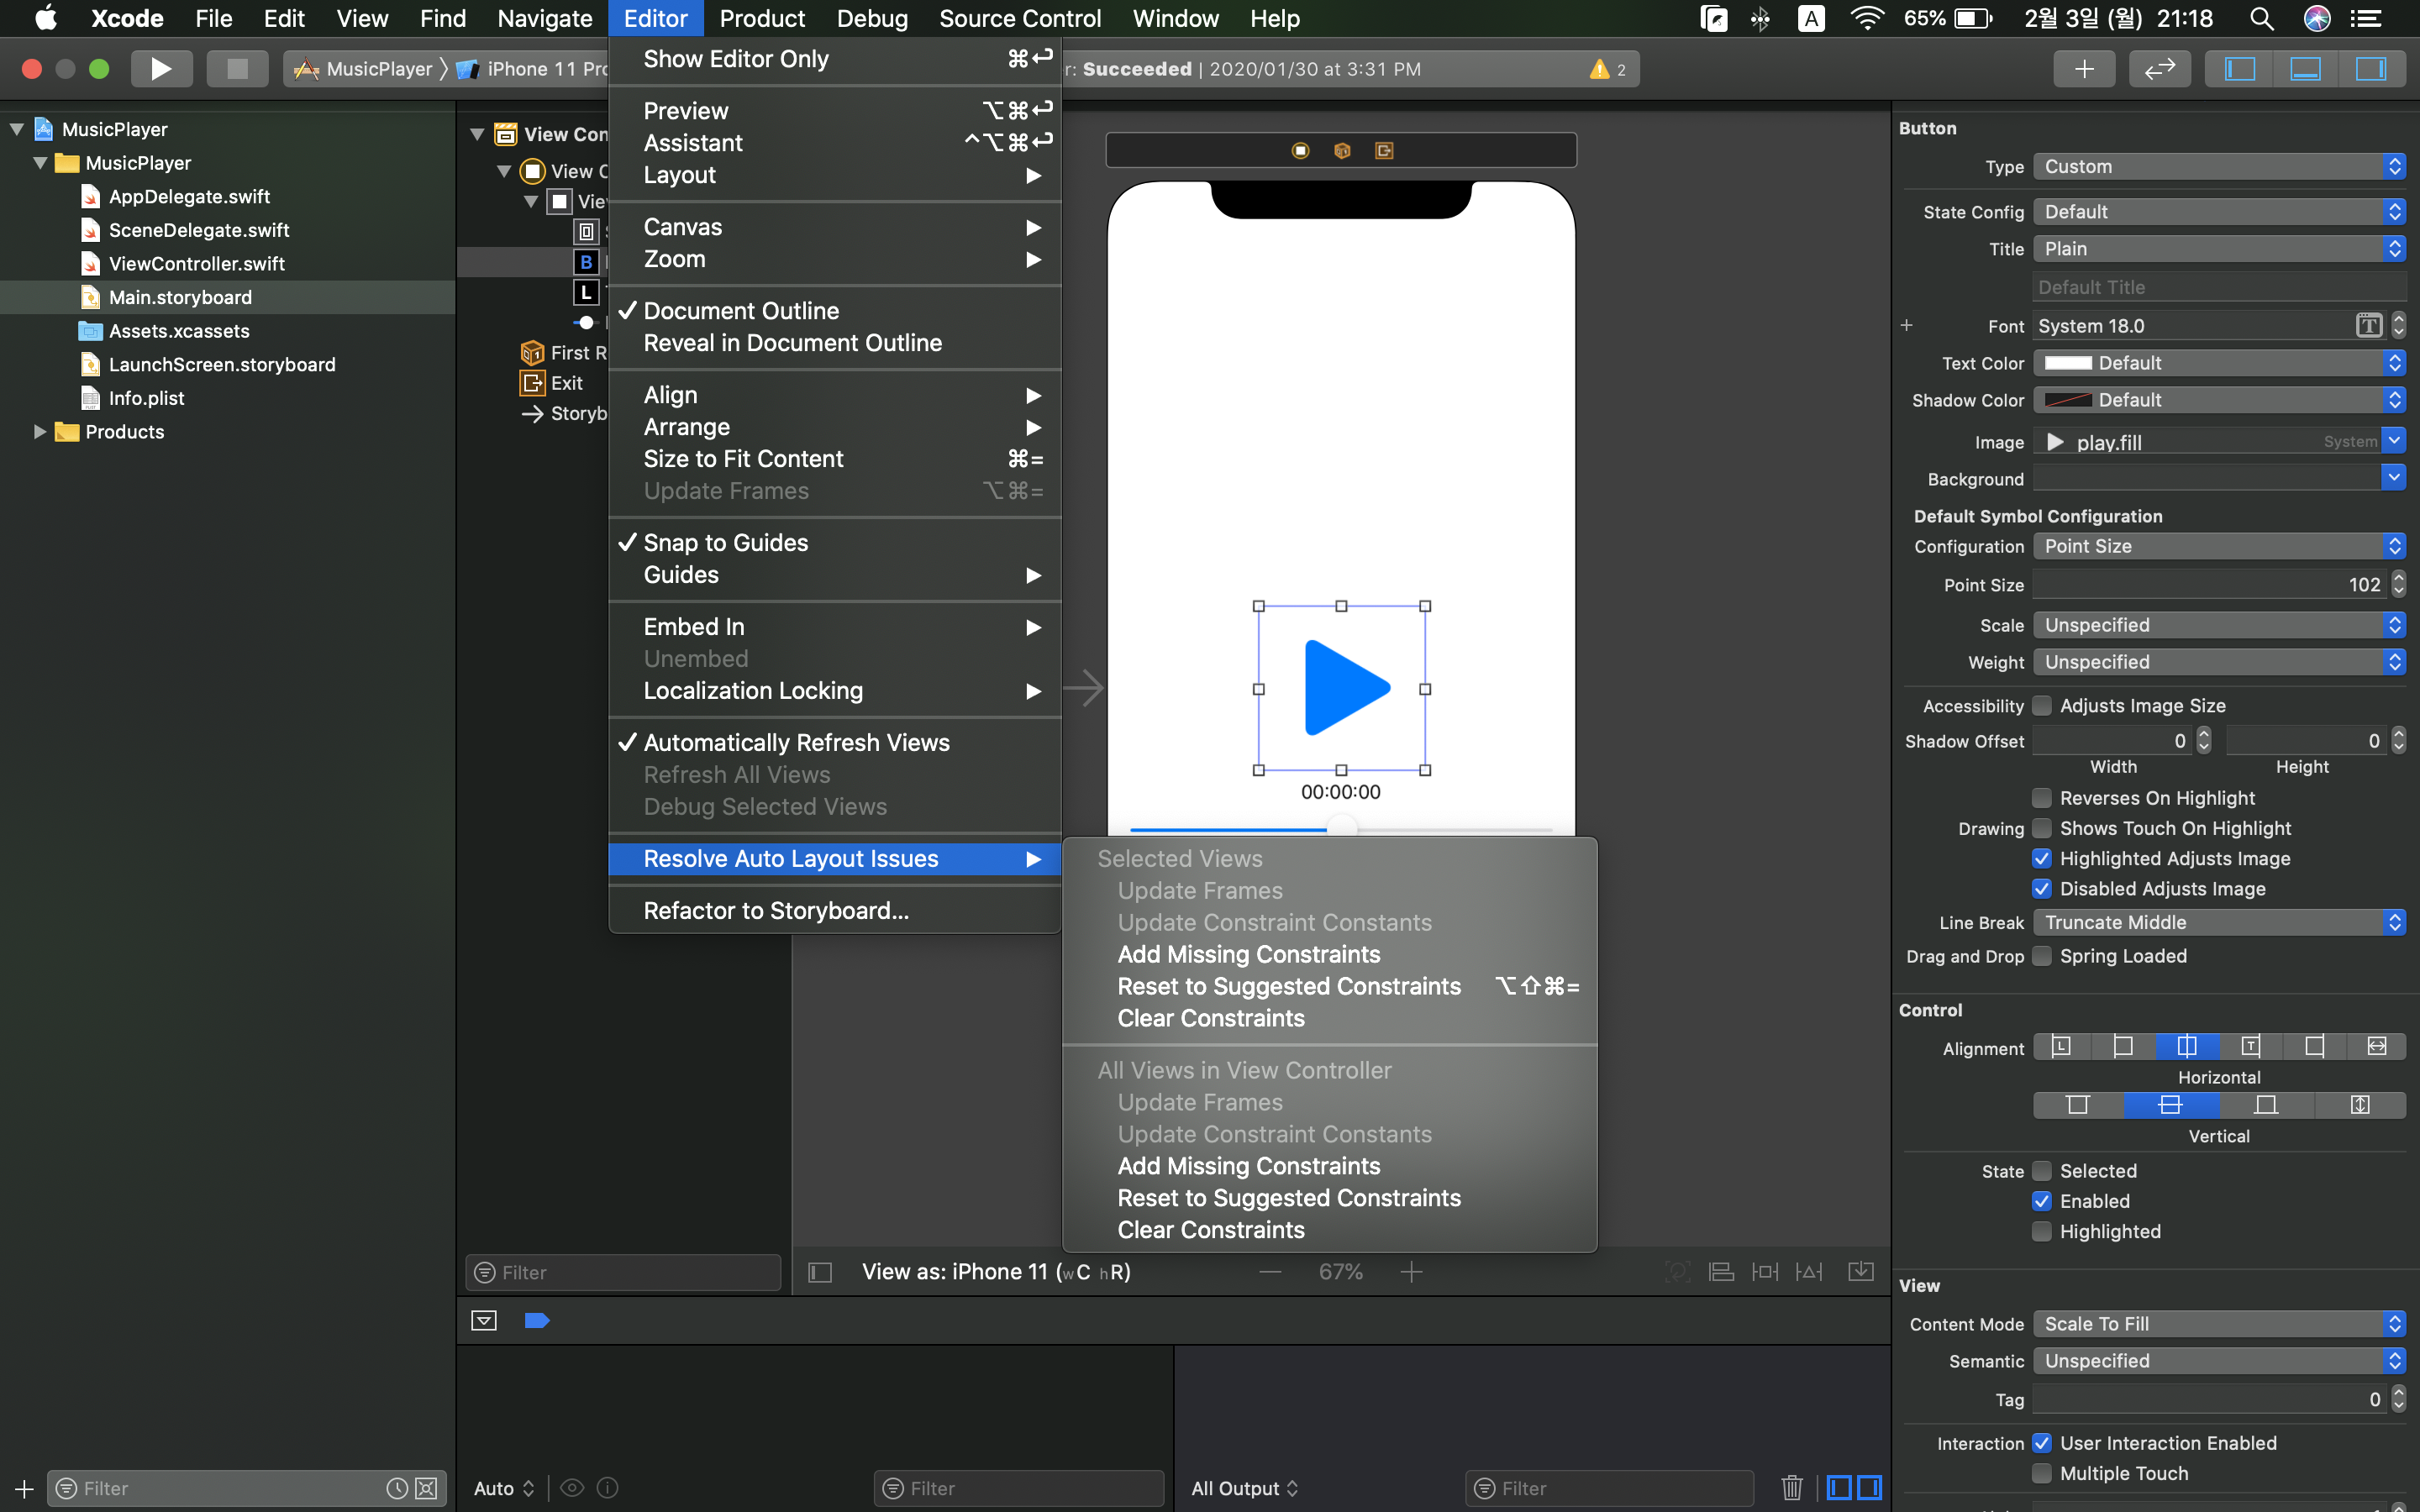 Xcode File Edit View Find Navigate Editor Product Debug Source Control Window Help A 65% 2월 3일 (월) 21:18
MusicPlayer iPhone 11 Pro
Succeeded | 2020/01/30 at 3:31 PM 2
MusicPlayer
MusicPlayer
AppDelegate.swift
SceneDelegate.swift
ViewController.swift
Main.storyboard
Assets.xcassets
LaunchScreen.storyboard
Info.plist
Products
Filter
View Con
View C
Vie
B
L
First R
Exit
Storyb
Filter
Show Editor Only ⌘↩
Preview ⌥⌘↩
Assistant ^⌥⌘↩
Layout ▶
Canvas ▶
Zoom ▶
✓ Document Outline
Reveal in Document Outline
Align ▶
Arrange ▶
Size to Fit Content ⌘=
Update Frames ⌥⌘=
✓ Snap to Guides
Guides ▶
Embed In ▶
Unembed
Localization Locking ▶
✓ Automatically Refresh Views
Refresh All Views
Debug Selected Views
Resolve Auto Layout Issues ▶
Refactor to Storyboard...
Selected Views
Update Frames
Update Constraint Constants
Add Missing Constraints
Reset to Suggested Constraints ⌥⇧⌘=
Clear Constraints
All Views in View Controller
Update Frames
Update Constraint Constants
Add Missing Constraints
Reset to Suggested Constraints
Clear Constraints
00:00:00
View as: iPhone 11 (wC hR)
67%
Auto
Filter
All Output
Filter
Button
Type Custom
State Config Default
Title Plain
Default Title
+ Font System 18.0 T
Text Color Default
Shadow Color Default
Image play.fill System
Background
Default Symbol Configuration
Configuration Point Size
Point Size 102
Scale Unspecified
Weight Unspecified
Accessibility Adjusts Image Size
Shadow Offset 0 0
Width Height
Reverses On Highlight
Drawing Shows Touch On Highlight
Highlighted Adjusts Image
Disabled Adjusts Image
Line Break Truncate Middle
Drag and Drop Spring Loaded
Control
Alignment L T
Horizontal
Vertical
State Selected
Enabled
Highlighted
View
Content Mode Scale To Fill
Semantic Unspecified
Tag 0
Interaction User Interaction Enabled
Multiple Touch